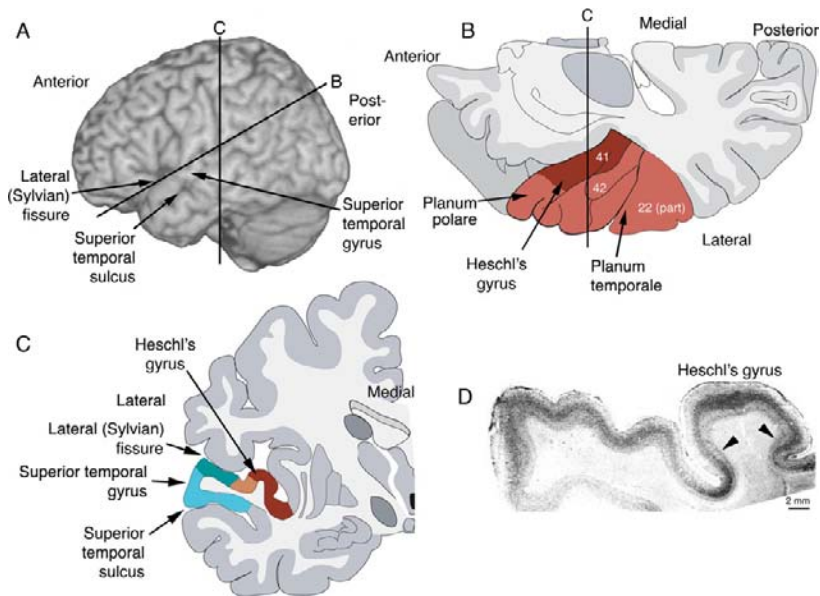 A
C
Anterior
B
Post-
erior
Lateral
(Sylvian)
fissure
Superior
temporal
sulcus
Superior
temporal
gyrus
B
C
Medial
Posterior
Anterior
41
42
22 (part)
Planum
polare
Heschl's
gyrus
Planum
temporale
Lateral
C
Heschl's
gyrus
Lateral
Medial
Lateral (Sylvian)
fissure
Superior temporal
gyrus
Superior
temporal
sulcus
D
Heschl's gyrus
2 mm